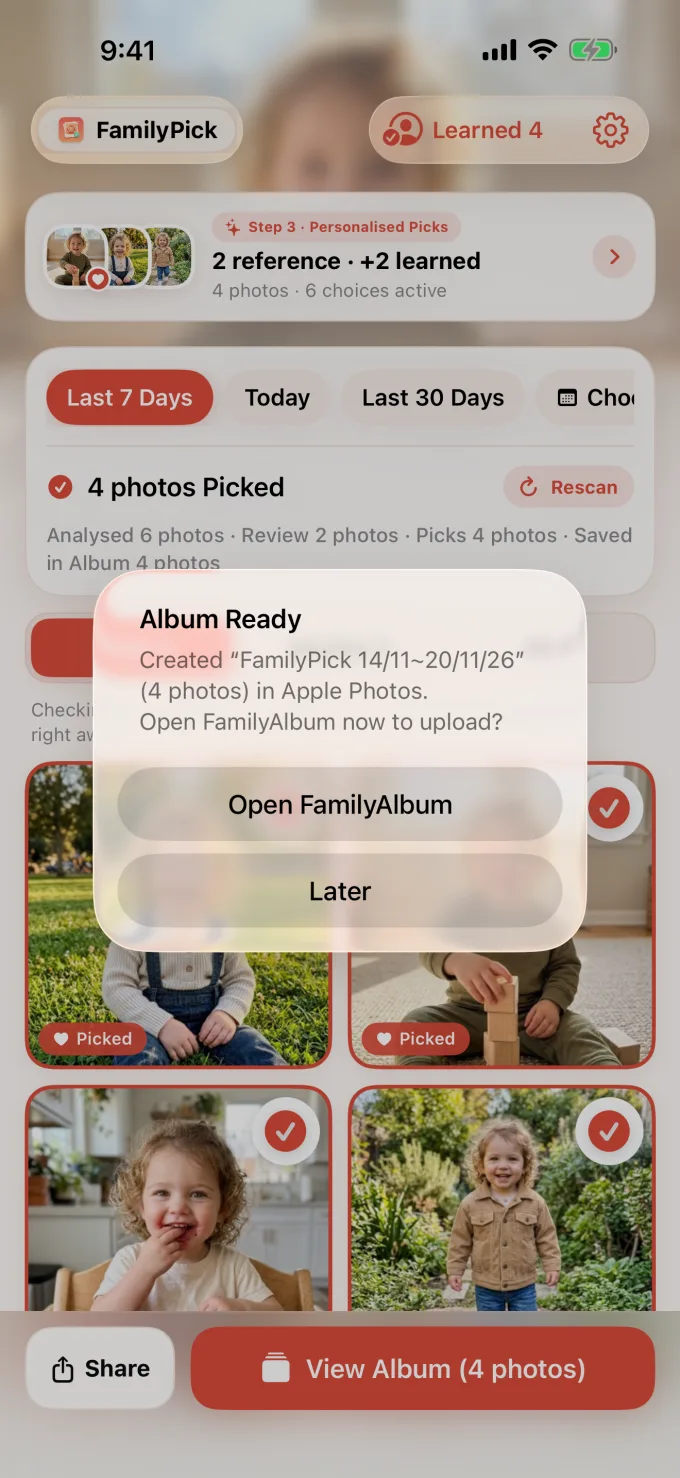 9:41
FamilyPick
Learned 4
Step 3 · Personalised Picks
2 reference · +2 learned
4 photos · 6 choices active
Last 7 Days
Today
Last 30 Days
4 photos Picked
Rescan
Analysed 6 photos · Review 2 photos · Picks 4 photos · Saved
in Album 4 photos
Album Ready
Created “FamilyPick 14/11~20/11/26”
(4 photos) in Apple Photos.
Open FamilyAlbum now to upload?
right
Open FamilyAlbum
Later
Picked
Picked
Share
View Album (4 photos)